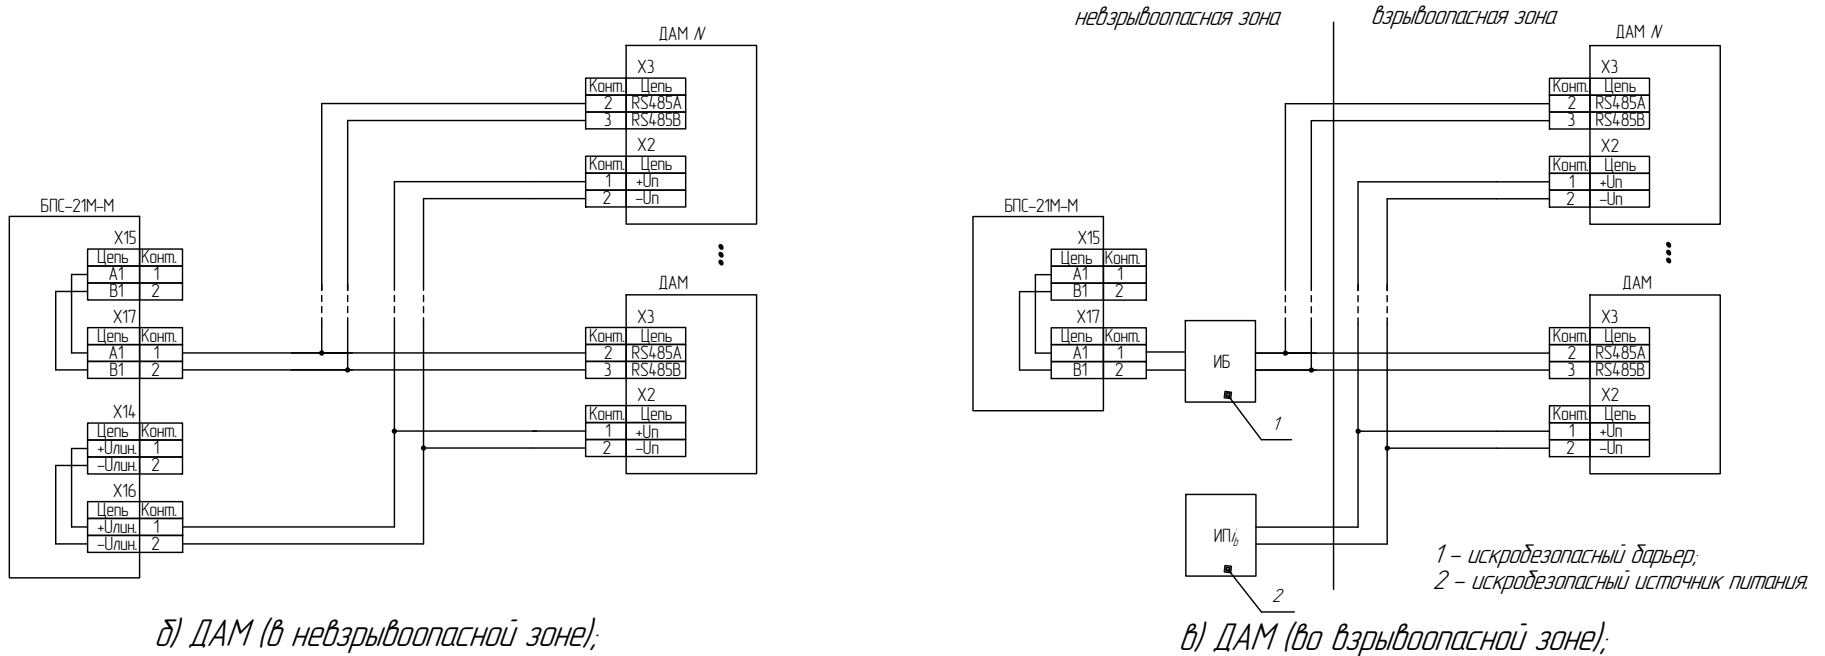 ДАМ N
X3
Конт. Цепь
2 RS485A
3 RS485B
X2
Конт. Цепь
1 +Uп
2 –Uп
БПС–21М–М
X15
Цепь Конт.
A1 1
B1 2
X17
Цепь Конт.
A1 1
B1 2
X14
Цепь Конт.
+Uлин. 1
–Uлин. 2
X16
Цепь Конт.
+Uлин. 1
–Uлин. 2
ДАМ
X3
Конт. Цепь
2 RS485A
3 RS485B
X2
Конт. Цепь
1 +Uп
2 –Uп
б) ДАМ (в невзрывоопасной зоне);
невзрывоопасная зона
взрывоопасная зона
ДАМ N
X3
Конт. Цепь
2 RS485A
3 RS485B
X2
Конт. Цепь
1 +Uп
2 –Uп
БПС–21М–М
X15
Цепь Конт.
A1 1
B1 2
X17
Цепь Конт.
A1 1
B1 2
ИБ
1
ИПib
2
ДАМ
X3
Конт. Цепь
2 RS485A
3 RS485B
X2
Конт. Цепь
1 +Uп
2 –Uп
1 – искробезопасный барьер;
2 – искробезопасный источник питания.
в) ДАМ (во взрывоопасной зоне);